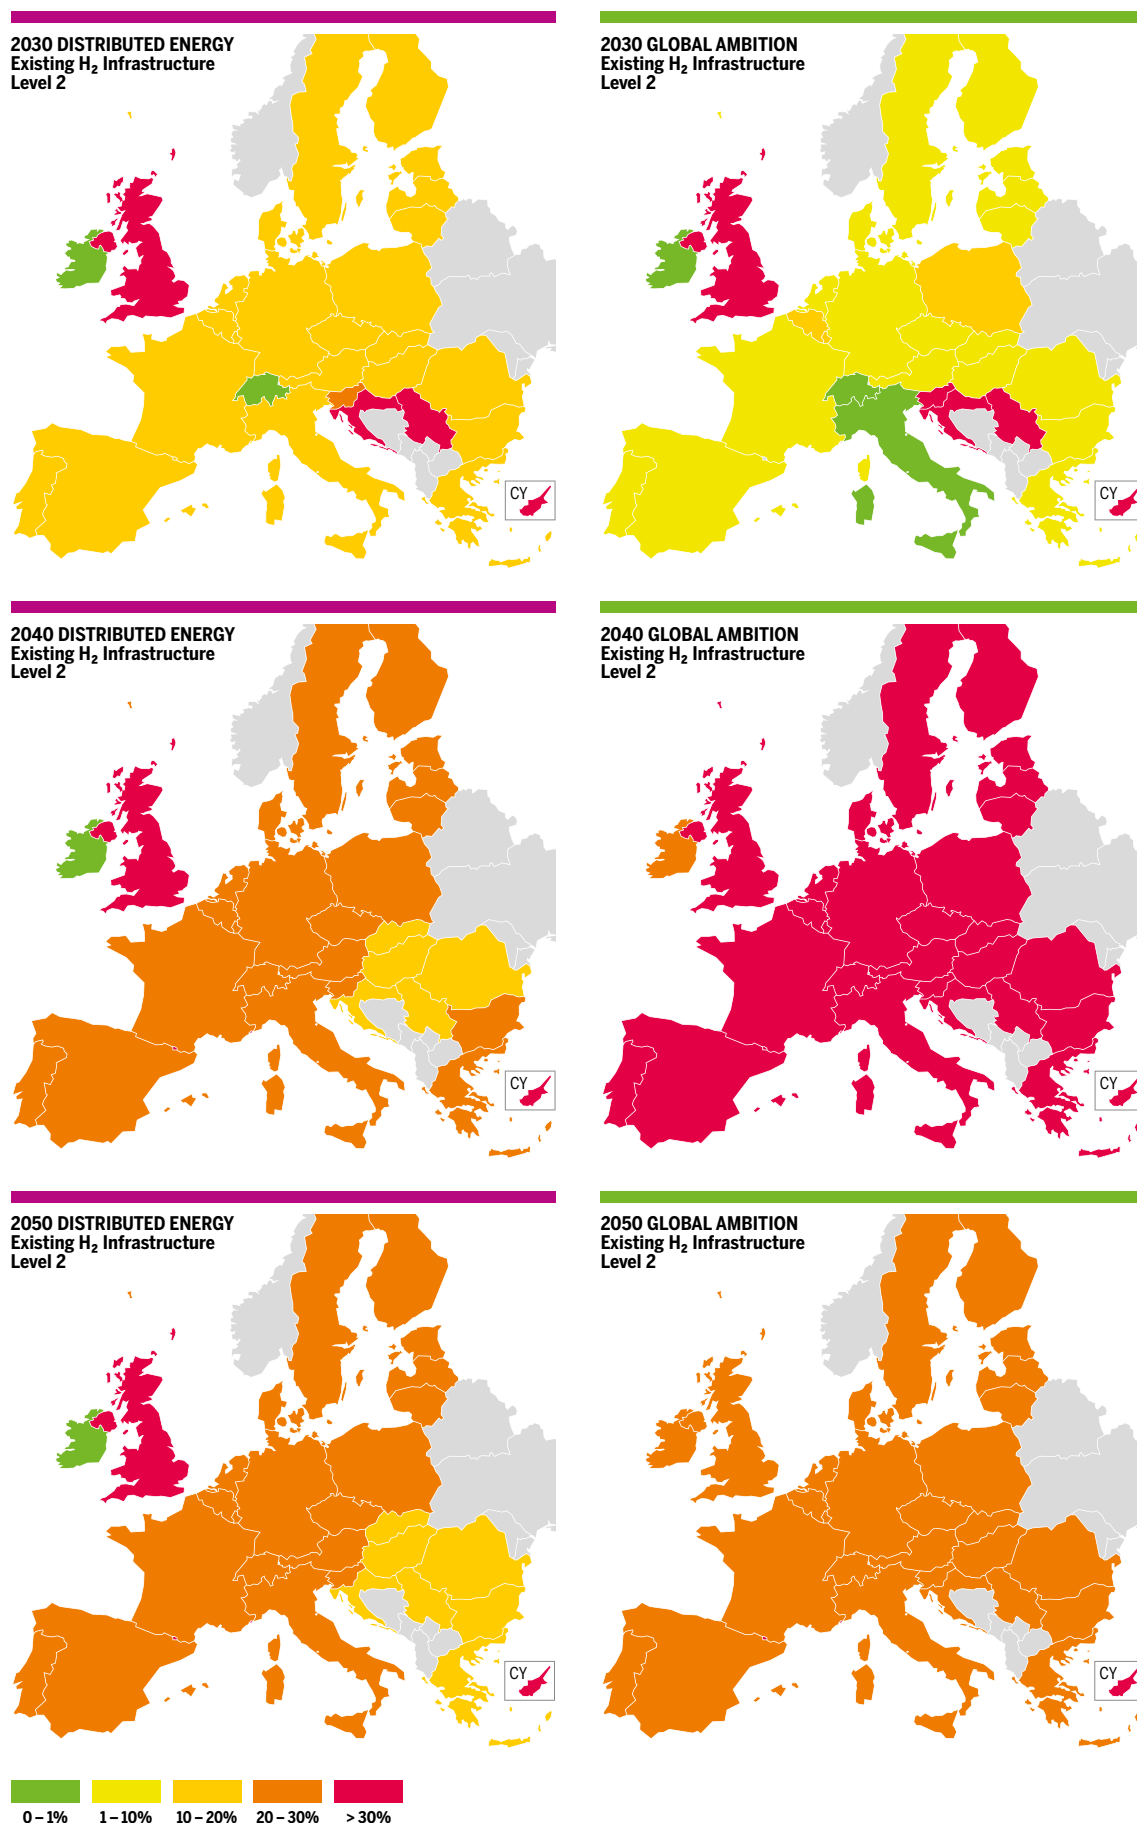 2030 DISTRIBUTED ENERGY
Existing H₂ Infrastructure
Level 2
CY
2030 GLOBAL AMBITION
Existing H₂ Infrastructure
Level 2
CY
2040 DISTRIBUTED ENERGY
Existing H₂ Infrastructure
Level 2
CY
2040 GLOBAL AMBITION
Existing H₂ Infrastructure
Level 2
CY
2050 DISTRIBUTED ENERGY
Existing H₂ Infrastructure
Level 2
CY
2050 GLOBAL AMBITION
Existing H₂ Infrastructure
Level 2
CY
0 – 1% 1 – 10% 10 – 20% 20 – 30% > 30%